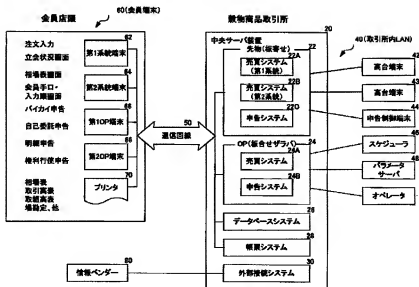 会員店頭
60(会員端末)
注文入力
立会状況画面
62
第1系統端末
相場表画面
会員手口・
入力順画面
64
第2系統端末
バイカイ申告
自己委託申告
66
第1OP端末
明細申告
権利行使申告
68
第2OP端末
相場表
取引高表
取組高表
場勘定、他
70
プリンタ
50
通信回線
穀物商品取引所
20
中央サーバ装置
先物(板寄せ)
22
22A
売買システム
(第1系統)
22B
売買システム
(第2系統)
22C
申告システム
OP(板合せザラバ)
24
24A
売買システム
24B
申告システム
26
データベースシステム
28
帳票システム
30
外部接続システム
80
情報ベンダー
40(取引所内LAN)
42
高台端末
43
高台端末
44
申告制御端末
46
スケジューラ
48
パラメータ
サーバ
オペレータ